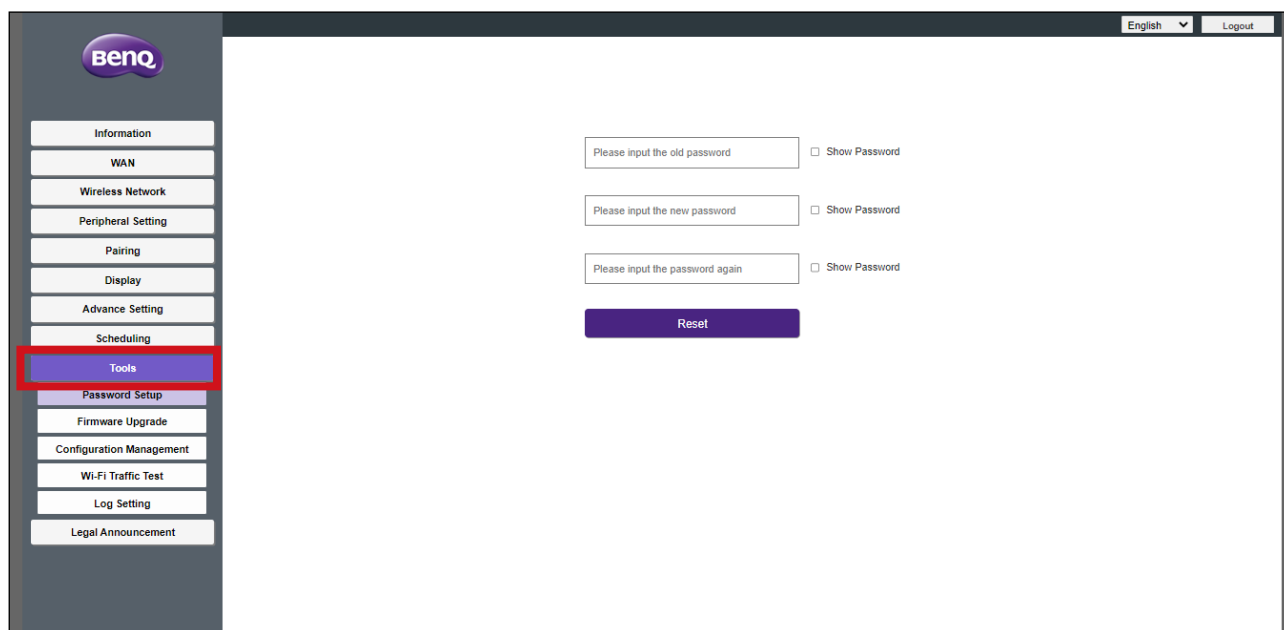 English
Logout
BenQ
Information
WAN
Wireless Network
Peripheral Setting
Pairing
Display
Advance Setting
Scheduling
Tools
Password Setup
Firmware Upgrade
Configuration Management
Wi-Fi Traffic Test
Log Setting
Legal Announcement
Please input the old password
Show Password
Please input the new password
Show Password
Please input the password again
Show Password
Reset